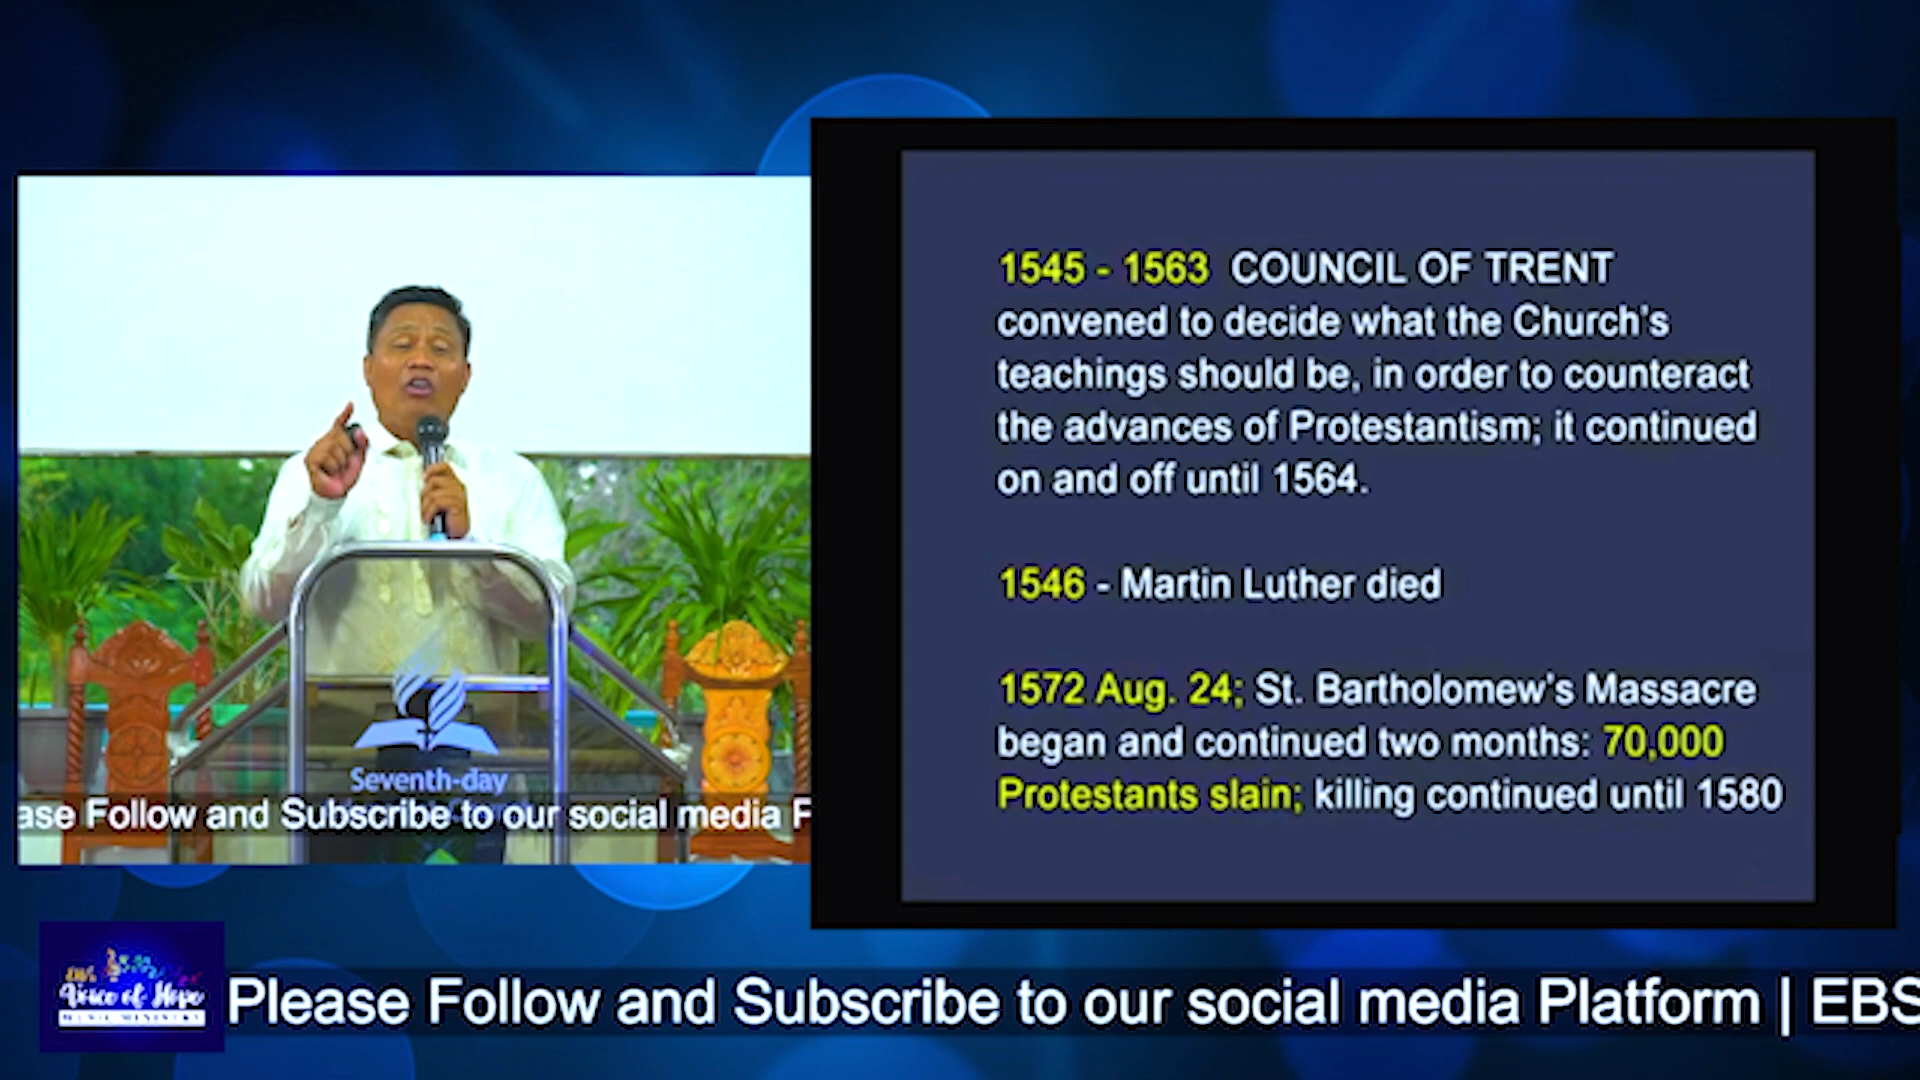 1545 - 1563 COUNCIL OF TRENT
convened to decide what the Church's
teachings should be, in order to counteract
the advances of Protestantism; it continued
on and off until 1564.
1546 - Martin Luther died
1572 Aug. 24; St. Bartholomew's Massacre
began and continued two months: 70,000
Protestants slain; killing continued until 1580
Seventh-day
ase Follow and Subscribe to our social media F
Voice of Hope
MUSIC MINISTRY
Please Follow and Subscribe to our social media Platform | EBS